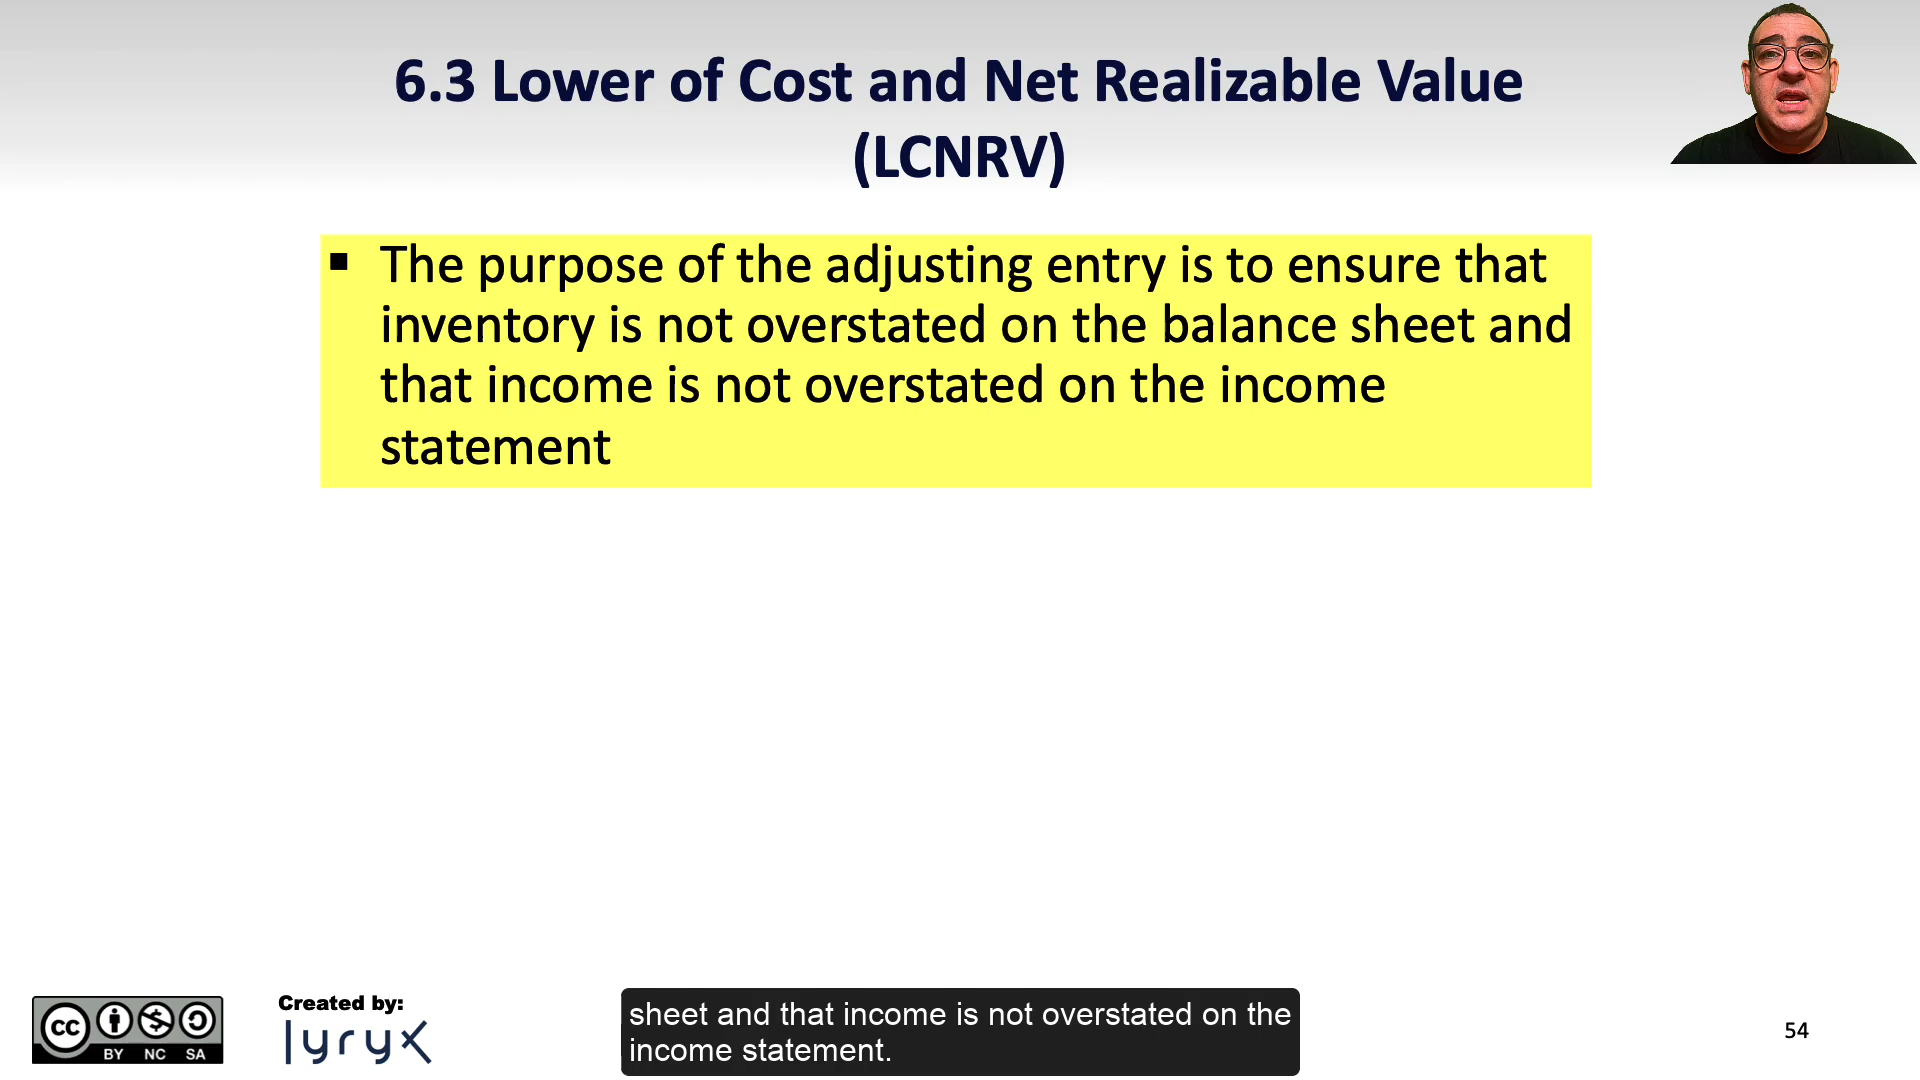 6.3 Lower of Cost and Net Realizable Value
(LCNRV)
▪ The purpose of the adjusting entry is to ensure that
inventory is not overstated on the balance sheet and
that income is not overstated on the income
statement
cc
BY NC SA
Created by:
lyryx
sheet and that income is not overstated on the
income statement.
54